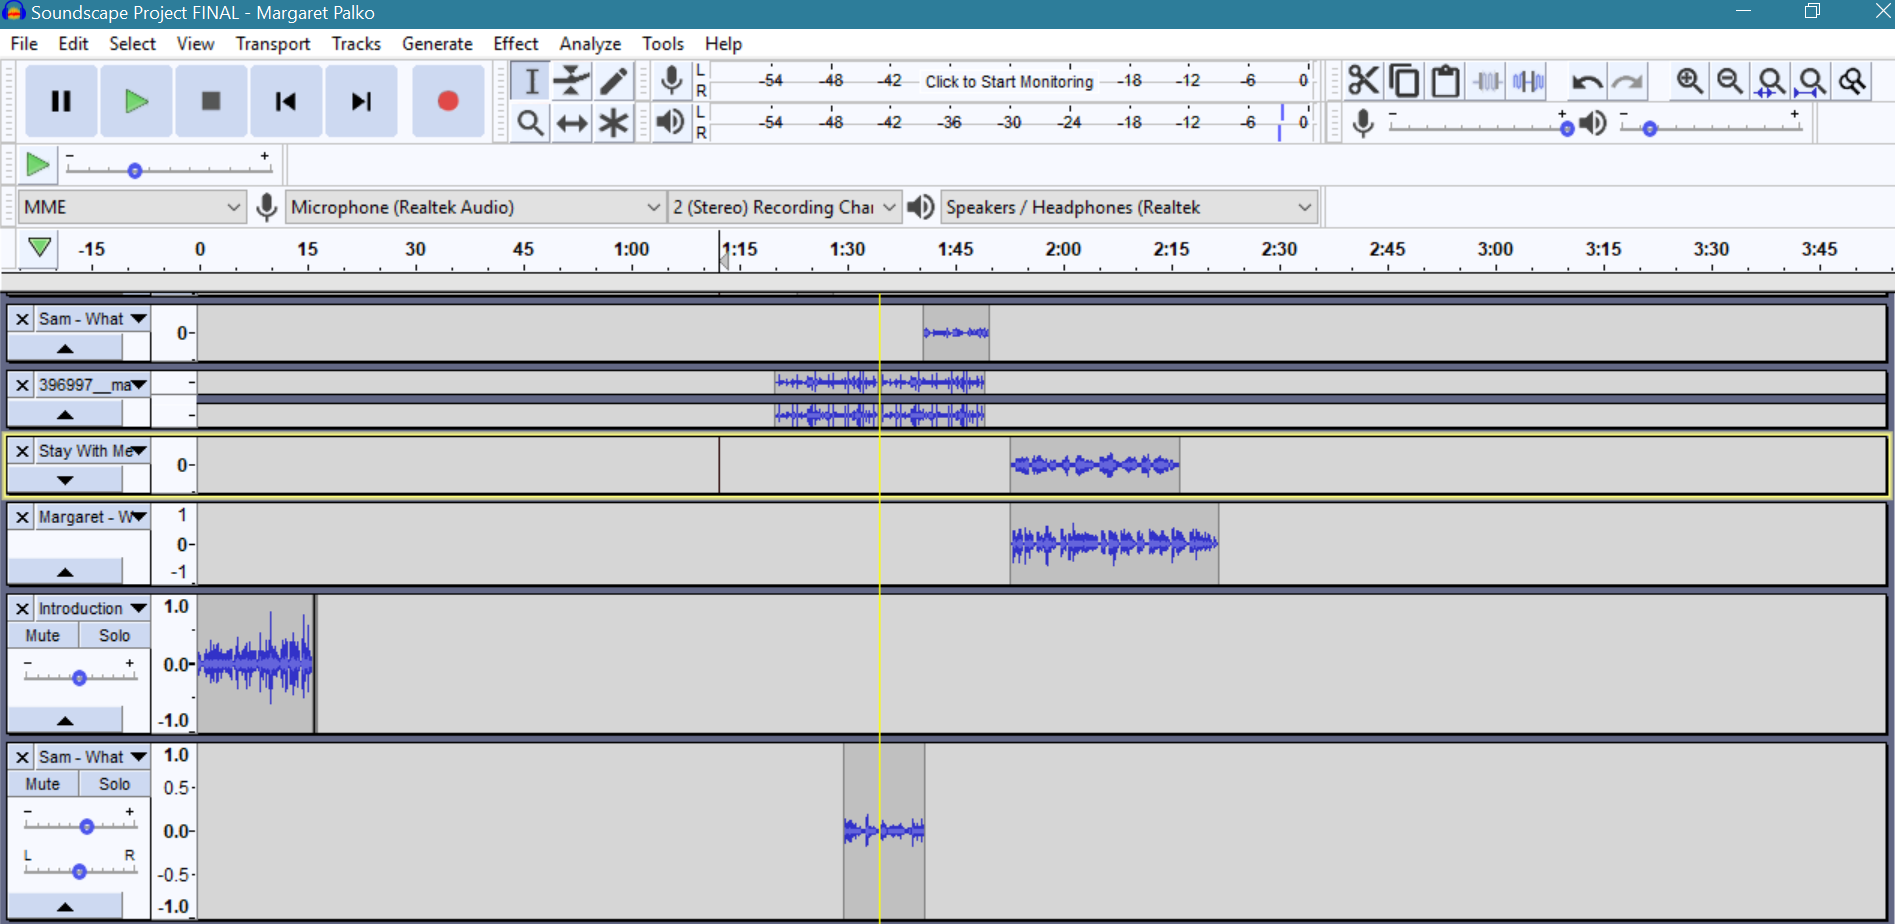 Soundscape Project FINAL - Margaret Palko
File Edit Select View Transport Tracks Generate Effect Analyze Tools Help
L R -54 -48 -42 Click to Start Monitoring -18 -12 -6 0
L R -54 -48 -42 -36 -30 -24 -18 -12 -6 0
- + - +
- +
MME Microphone (Realtek Audio) 2 (Stereo) Recording Chai Speakers / Headphones (Realtek
-15 0 15 30 45 1:00 1:15 1:30 1:45 2:00 2:15 2:30 2:45 3:00 3:15 3:30 3:45
Sam - What
0-
396997__ma
Stay With Me
0-
Margaret - W
1
0-
-1
Introduction
1.0
Mute Solo
- +
0.0-
-1.0
Sam - What
1.0
Mute Solo
0.5-
- +
0.0-
L R
-0.5-
-1.0